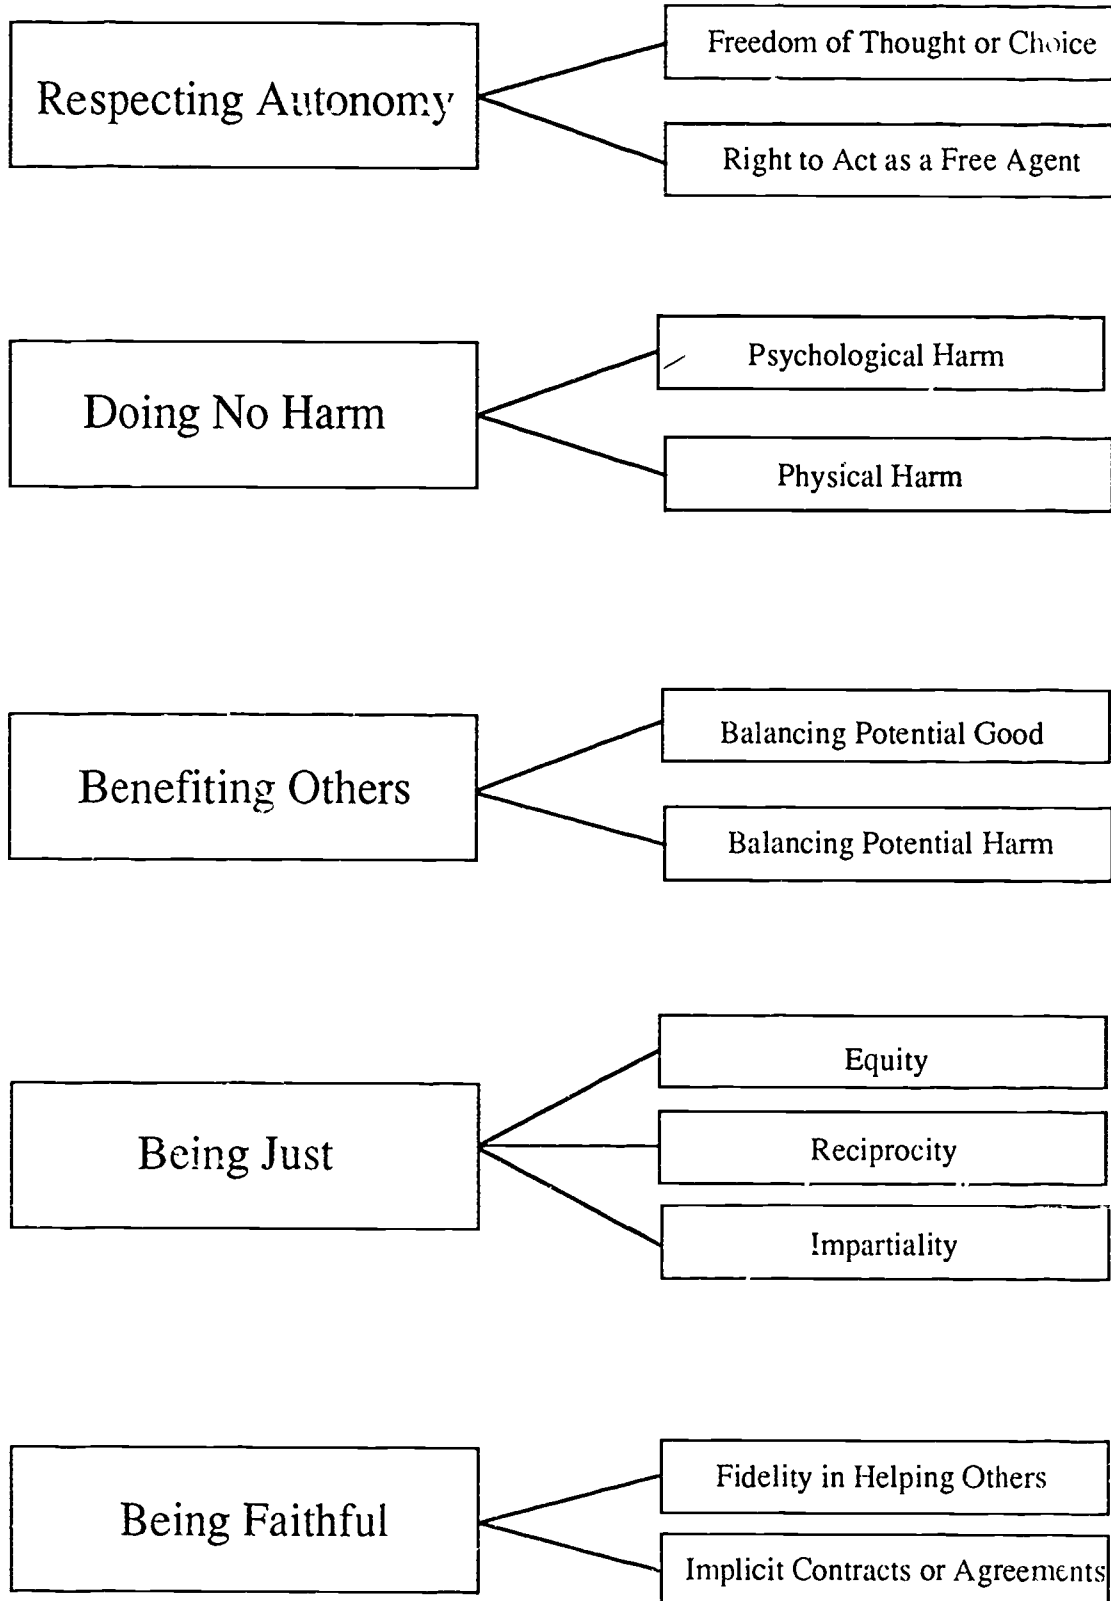 Respecting Autonomy
Freedom of Thought or Choice
Right to Act as a Free Agent
Doing No Harm
Psychological Harm
Physical Harm
Benefiting Others
Balancing Potential Good
Balancing Potential Harm
Being Just
Equity
Reciprocity
Impartiality
Being Faithful
Fidelity in Helping Others
Implicit Contracts or Agreements